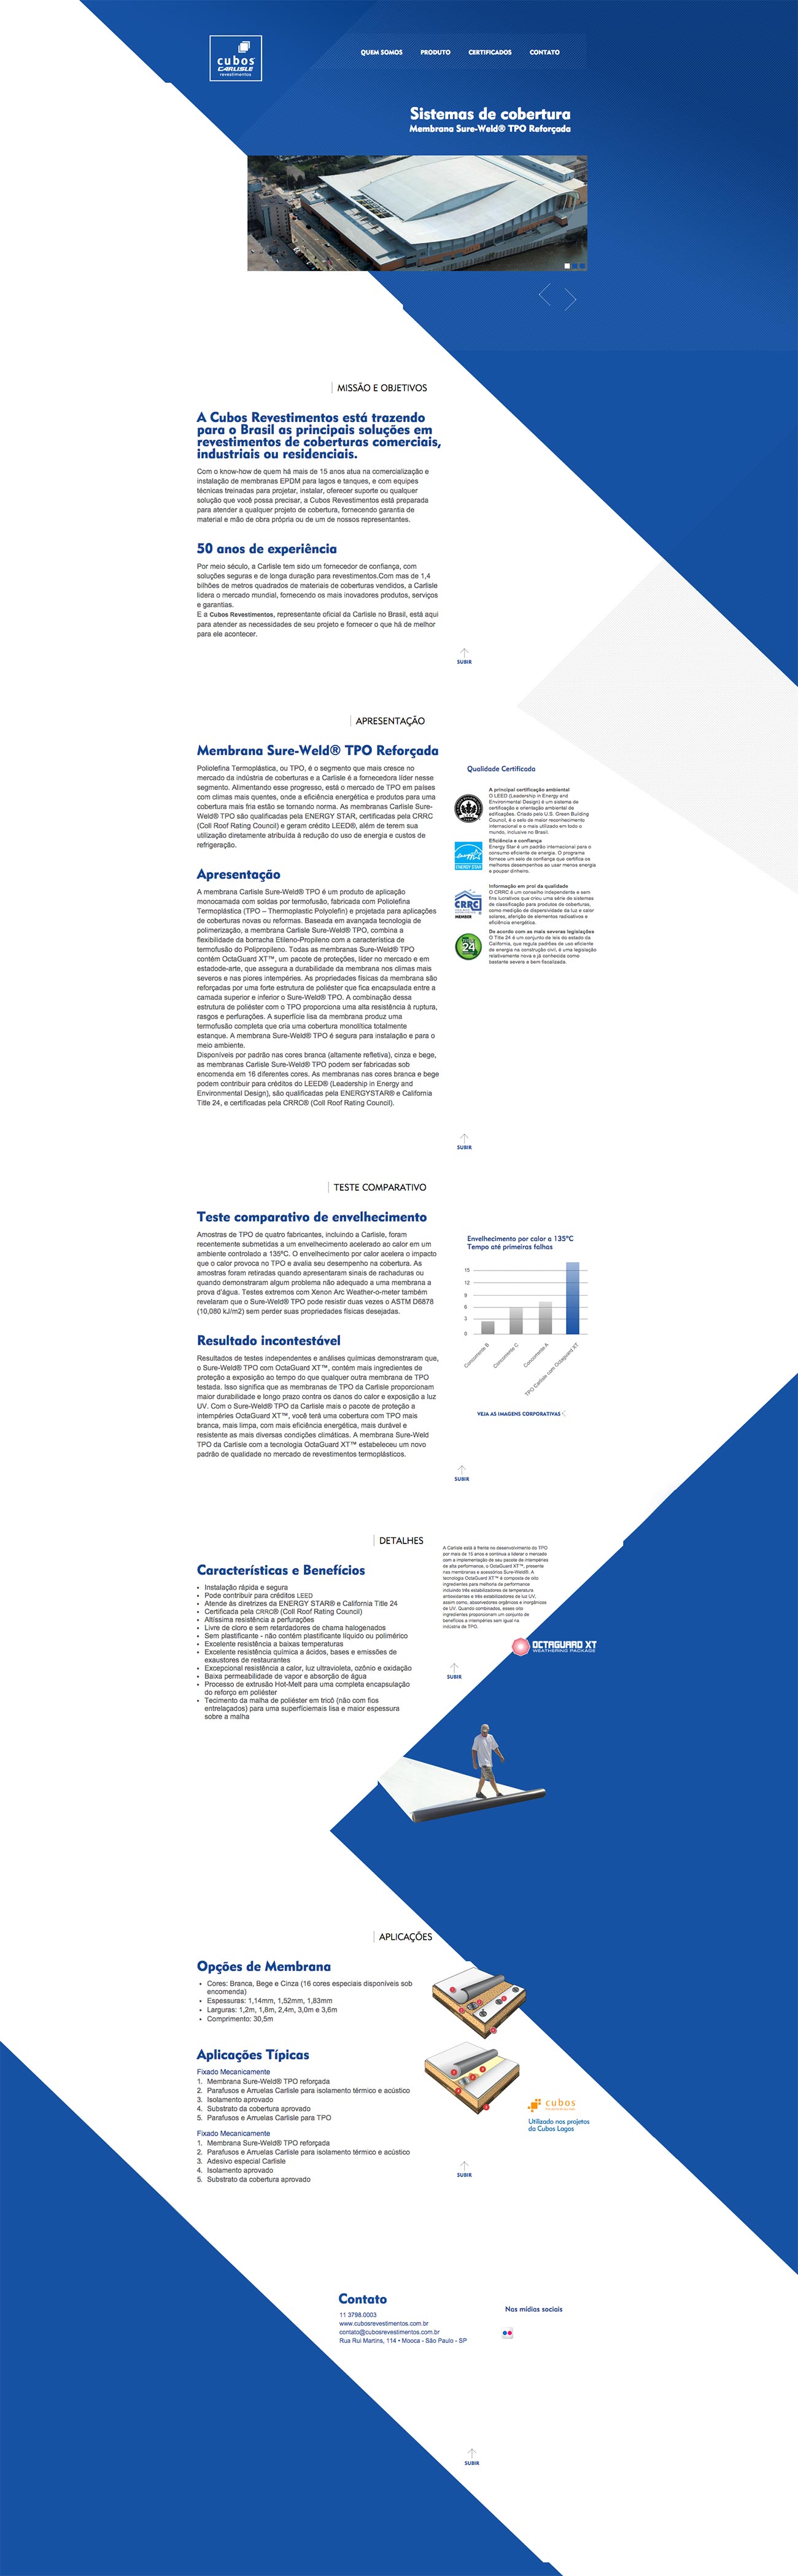 cubos
CARLISLE
revestimentos
QUEM SOMOS
PRODUTO
CERTIFICADOS
CONTATO
Sistemas de cobertura
Membrana Sure-Weld® TPO Reforçada
MISSÃO E OBJETIVOS
A Cubos Revestimentos está trazendo
para o Brasil as principais soluções em
revestimentos de coberturas comerciais,
industriais ou residenciais.
Com o know-how de quem há mais de 15 anos atua na comercialização e
instalação de membranas EPDM para lagos e tanques, e com equipes
técnicas treinadas para projetar, instalar, oferecer suporte ou qualquer
solução que você possa precisar, a Cubos Revestimentos está preparada
para atender a qualquer projeto de cobertura, fornecendo garantia de
material e mão de obra própria ou de um de nossos representantes.
50 anos de experiência
Por meio século, a Carlisle tem sido um fornecedor de confiança, com
soluções seguras e de longa duração para revestimentos.Com mais de 1,4
bilhões de metros quadrados de materiais de coberturas vendidos, a Carlisle
lidera o mercado mundial, fornecendo os mais inovadores produtos, serviços
e garantias.
E a Cubos Revestimentos, representante oficial da Carlisle no Brasil, está aqui
para atender as necessidades de seu projeto e fornecer o que há de melhor
para ele acontecer.
SUBIR
APRESENTAÇÃO
Membrana Sure-Weld® TPO Reforçada
Poliolefina Termoplástica, ou TPO, é o segmento que mais cresce no
mercado da indústria de coberturas e a Carlisle é a fornecedora líder nesse
segmento. Alimentando esse progresso, está o mercado de TPO em países
com climas mais quentes, onde a eficiência energética e produtos para uma
cobertura mais fria estão se tornando norma. As membranas Carlisle Sure-
Weld® TPO são qualificadas pela ENERGY STAR, certificadas pela CRRC
(Coll Roof Rating Council) e geram crédito LEED®, além de terem sua
utilização diretamente atribuída à redução do uso de energia e custos de
refrigeração.
Apresentação
A membrana Carlisle Sure-Weld® TPO é um produto de aplicação
monocamada com soldas por termofusão, fabricada com Poliolefina
Termoplástica (TPO – Thermoplastic Polyolefin) e projetada para aplicações
de coberturas novas ou reformas. Baseada em avançada tecnologia de
polimerização, a membrana Carlisle Sure-Weld® TPO, combina a
flexibilidade da borracha Etileno-Propileno com a característica de
termofusão do Polipropileno. Todas as membranas Sure-Weld® TPO
contêm OctaGuard XT™, um pacote de proteções, líder no mercado e em
estadode-arte, que assegura a durabilidade da membrana nos climas mais
severos e nas piores intempéries. As propriedades físicas da membrana são
reforçadas por uma forte estrutura de poliéster que fica encapsulada entre a
camada superior e inferior o Sure-Weld® TPO. A combinação dessa
estrutura de poliéster com o TPO proporciona uma alta resistência à ruptura,
rasgos e perfurações. A superfície lisa da membrana produz uma
termofusão completa que cria uma cobertura monolítica totalmente
estanque. A membrana Sure-Weld® TPO é segura para instalação e para o
meio ambiente.
Disponíveis por padrão nas cores branca (altamente refletiva), cinza e bege,
as membranas Carlisle Sure-Weld® TPO podem ser fabricadas sob
encomenda em 16 diferentes cores. As membranas nas cores branca e bege
podem contribuir para créditos do LEED® (Leadership in Energy and
Environmental Design), são qualificadas pela ENERGYSTAR® e California
Title 24, e certificadas pela CRRC® (Coll Roof Rating Council).
Qualidade Certificada
A principal certificação ambiental
O LEED (Leadership in Energy and
Environmental Design) é um sistema de
certificação e orientação ambiental de
edificações. Criado pelo U.S. Green Building
Council, é o selo de maior reconhecimento
internacional e o mais utilizado em todo o
mundo, inclusive no Brasil.
Eficiência e confiança
Energy Star é um padrão internacional para o
consumo eficiente de energia. O programa
fornece um selo de confiança que certifica os
melhores desempenhos ao usar menos energia
e poupar dinheiro.
ENERGY STAR
Informação em prol da qualidade
O CRRC é um conselho independente e sem
fins lucrativos que criou uma série de sistemas
de classificação para produtos de coberturas,
como medição de dispersividade da luz e calor
solares, aferição de elementos radioativos e
eficiência energética.
CRRC
MEMBER
De acordo com as mais severas legislações
O Title 24 é um conjunto de leis do estado da
California, que regula padrões de uso eficiente
de energia na construção civil, é uma legislação
relativamente nova e já conhecida como
bastante severa e bem fiscalizada.
24
SUBIR
TESTE COMPARATIVO
Teste comparativo de envelhecimento
Amostras de TPO de quatro fabricantes, incluindo a Carlisle, foram
recentemente submetidas a um envelhecimento acelerado ao calor em um
ambiente controlado a 135ºC. O envelhecimento por calor acelera o impacto
que o calor provoca no TPO e avalia seu desempenho na cobertura. As
amostras foram retiradas quando apresentaram sinais de rachaduras ou
quando demonstraram algum problema não adequado a uma membrana a
prova d'água. Testes extremos com Xenon Arc Weather-o-meter também
revelaram que o Sure-Weld® TPO pode resistir duas vezes o ASTM D6878
(10,080 kJ/m2) sem perder suas propriedades físicas desejadas.
Resultado incontestável
Resultados de testes independentes e análises químicas demonstraram que,
o Sure-Weld® TPO com OctaGuard XT™, contém mais ingredientes de
proteção a exposição ao tempo do que qualquer outra membrana de TPO
testada. Isso significa que as membranas de TPO da Carlisle proporcionam
maior durabilidade e longo prazo contra os danos do calor e exposição a luz
UV. Com o Sure-Weld® TPO da Carlisle mais o pacote de proteção a
intempéries OctaGuard XT™, você terá uma cobertura com TPO mais
branca, mais limpa, com mais eficiência energética, mais durável e
resistente as mais diversas condições climáticas. A membrana Sure-Weld
TPO da Carlisle com a tecnologia OctaGuard XT™ estabeleceu um novo
padrão de qualidade no mercado de revestimentos termoplásticos.
Envelhecimento por calor a 135ºC
Tempo até primeiras falhas
15
12
9
6
3
0
Concorrente B
Concorrente C
Concorrente A
TPO Carlisle com Octaguard XT
VEJA AS IMAGENS CORPORATIVAS
SUBIR
DETALHES
Características e Benefícios
• Instalação rápida e segura
• Pode contribuir para créditos LEED
• Atende às diretrizes da ENERGY STAR® e California Title 24
• Certificada pela CRRC® (Coll Roof Rating Council)
• Altíssima resistência a perfurações
• Livre de cloro e sem retardadores de chama halogenados
• Sem plastificante - não contém plastificante líquido ou polimérico
• Excelente resistência a baixas temperaturas
• Excelente resistência química a ácidos, bases e emissões de
exaustores de restaurantes
• Excepcional resistência a calor, luz ultravioleta, ozônio e oxidação
• Baixa permeabilidade de vapor e absorção de água
• Processo de extrusão Hot-Melt para uma completa encapsulação
do reforço em poliéster
• Tecimento da malha de poliéster em tricô (não com fios
entrelaçados) para uma superficiemais lisa e maior espessura
sobre a malha
A Carlisle está à frente no desenvolvimento do TPO
por mais de 15 anos e continua a liderar o mercado
com a implementação de seu pacote de intempéries
de alta performance, o OctaGuard XT™, presente
nas membranas e acessórios Sure-Weld®. A
tecnologia OctaGuard XT™ é composta de oito
ingredientes para melhoria de performance
incluindo três estabilizadores de temperatura
antioxidantes e três estabilizadores de luz UV,
assim como, absorvedores orgânicos e inorgânicos
de UV. Quando combinados, esses oito
ingredientes proporcionam um conjunto de
benefícios a intempéries sem igual na
indústria de TPO.
OCTAGUARD XT
WEATHERING PACKAGE
SUBIR
APLICAÇÕES
Opções de Membrana
• Cores: Branca, Bege e Cinza (16 cores especiais disponíveis sob
encomenda)
• Espessuras: 1,14mm, 1,52mm, 1,83mm
• Larguras: 1,2m, 1,8m, 2,4m, 3,0m e 3,6m
• Comprimento: 30,5m
Aplicações Típicas
Fixado Mecanicamente
1. Membrana Sure-Weld® TPO reforçada
2. Parafusos e Arruelas Carlisle para isolamento térmico e acústico
3. Isolamento aprovado
4. Substrato da cobertura aprovado
5. Parafusos e Arruelas Carlisle para TPO
Fixado Mecanicamente
1. Membrana Sure-Weld® TPO reforçada
2. Parafusos e Arruelas Carlisle para isolamento térmico e acústico
3. Adesivo especial Carlisle
4. Isolamento aprovado
5. Substrato da cobertura aprovado
cubos
Utilizado nos projetos
da Cubos Lagos
SUBIR
Contato
11 3798.0003
www.cubosrevestimentos.com.br
contato@cubosrevestimentos.com.br
Rua Rui Martins, 114 • Mooca - São Paulo - SP
Nas mídias sociais
SUBIR